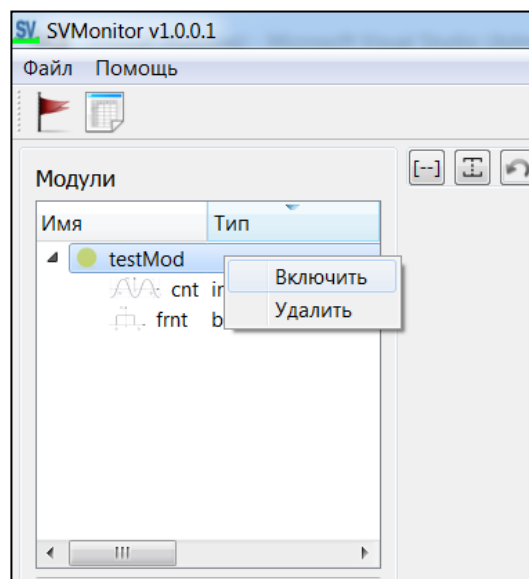 SV SVMonitor v1.0.0.1
Файл Помощь
[--]
Модули
Имя Тип
testMod
Включить
cnt
Удалить
frnt b